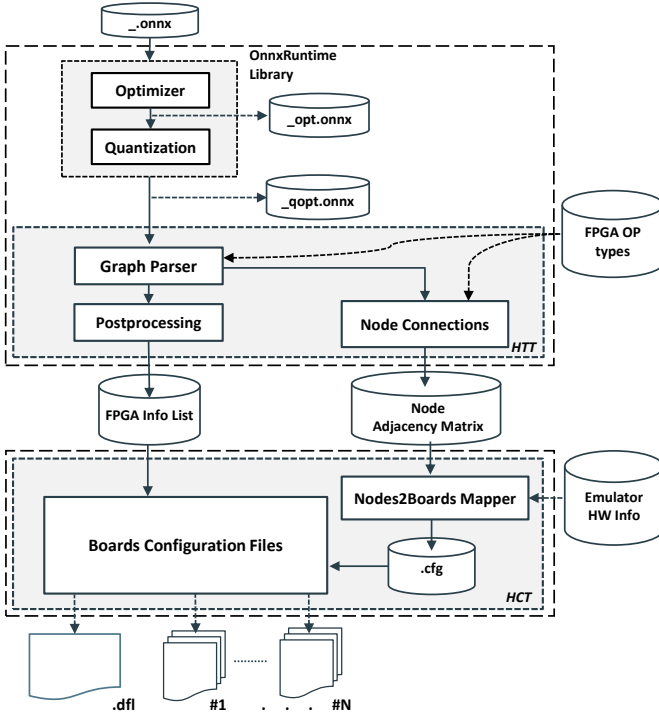 _.onnx
OnnxRuntime
Library
Optimizer
_opt.onnx
Quantization
_qopt.onnx
FPGA OP
types
Graph Parser
Postprocessing
Node Connections
HTT
FPGA Info List
Node
Adjacency Matrix
Nodes2Boards Mapper
Emulator
HW Info
Boards Configuration Files
.cfg
HCT
.dfl
#1 . . . #N